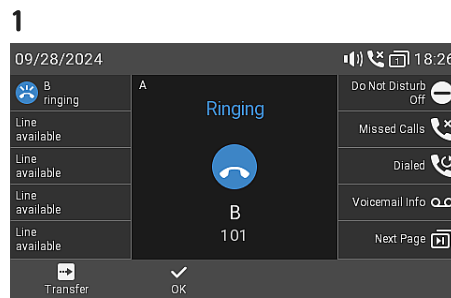 1
09/28/2024
1
18:26
B
ringing
Line
available
Line
available
Line
available
Line
available
A
Ringing
B
101
Do Not Disturb
Off
Missed Calls
Dialed
Voicemail Info
Next Page
Transfer
OK